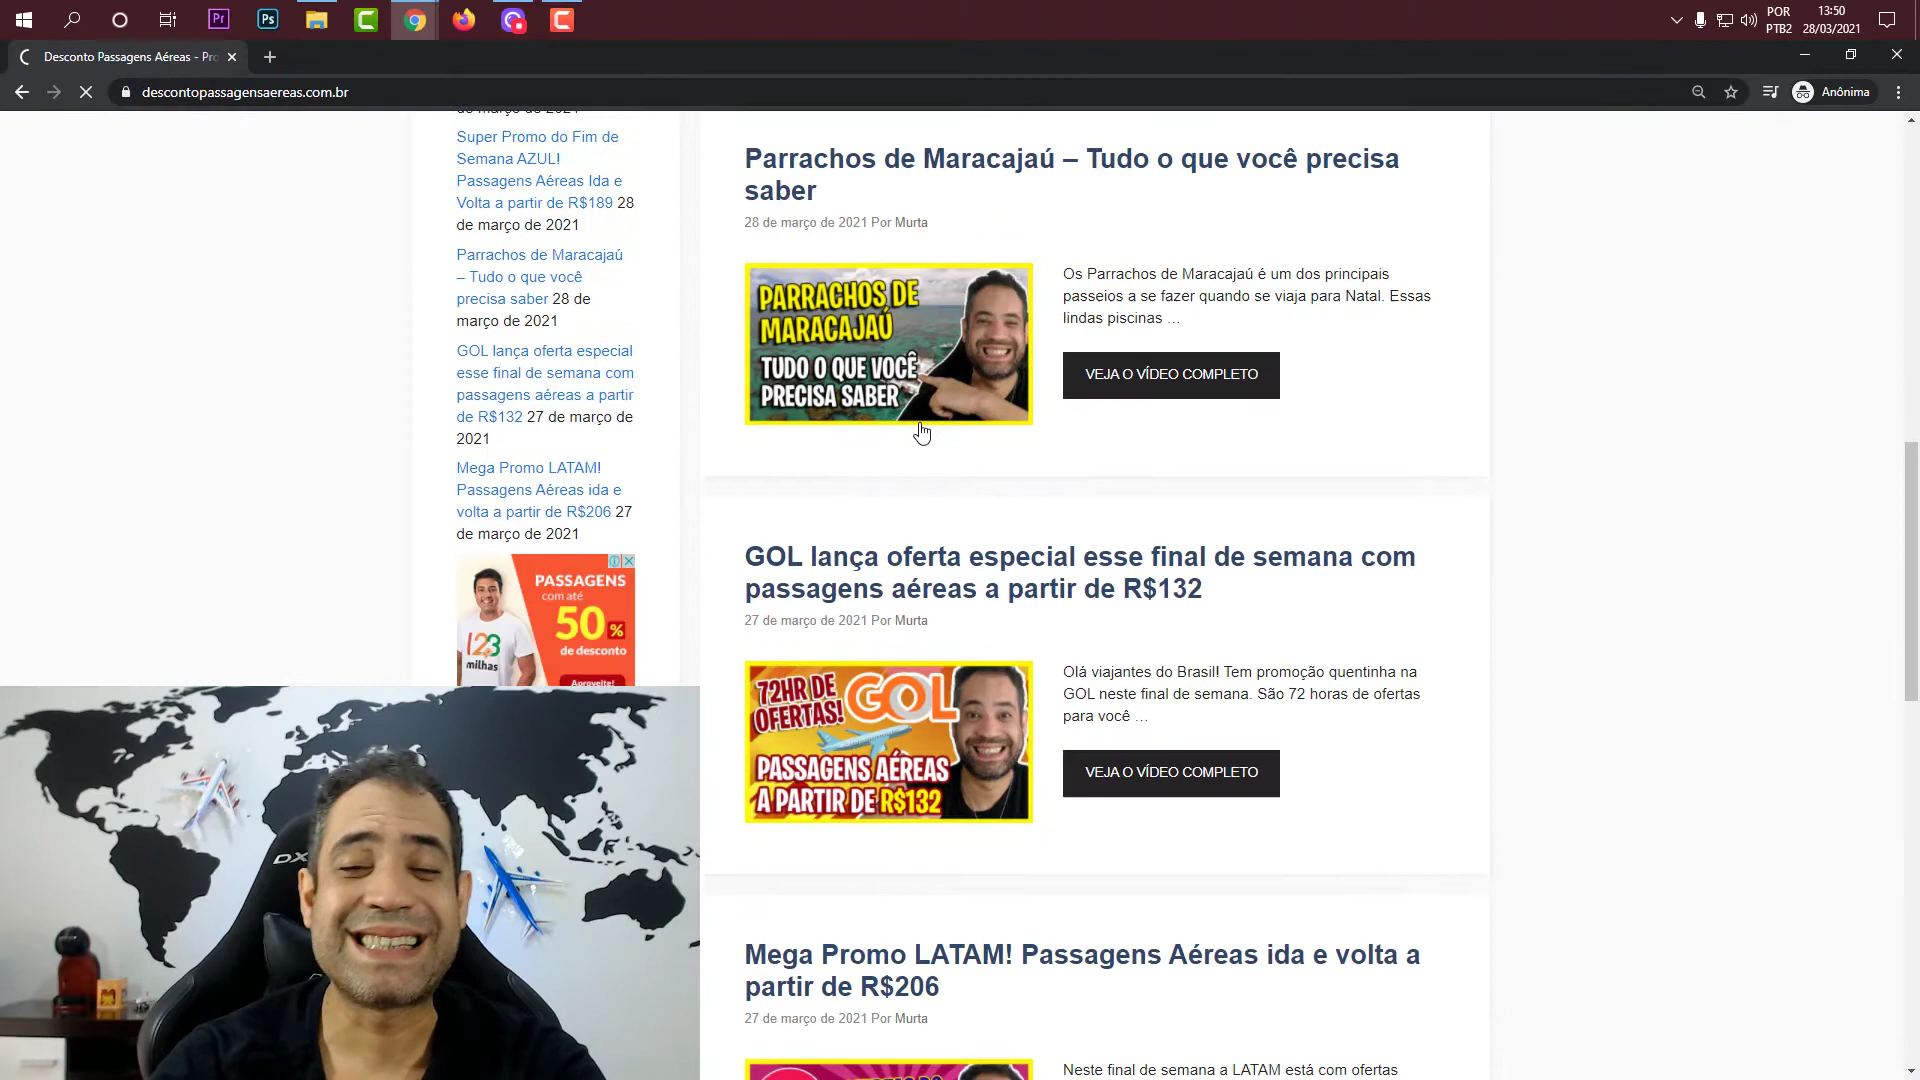 Pr
Ps
POR
PTB2
13:50
28/03/2021
Desconto Passagens Aéreas - Pro
descontopassagensaereas.com.br
Anônima
de março de 2021
Super Promo do Fim de
Semana AZUL!
Passagens Aéreas Ida e
Volta a partir de R$189 28
de março de 2021
Parrachos de Maracajaú
– Tudo o que você
precisa saber 28 de
março de 2021
GOL lança oferta especial
esse final de semana com
passagens aéreas a partir
de R$132 27 de março de
2021
Mega Promo LATAM!
Passagens Aéreas ida e
volta a partir de R$206 27
de março de 2021
PASSAGENS
com até
50%
de desconto
Aproveite!
123
milhas
Parrachos de Maracajaú – Tudo o que você precisa
saber
28 de março de 2021 Por Murta
PARRACHOS DE
MARACAJAÚ
TUDO O QUE VOCÊ
PRECISA SABER
Os Parrachos de Maracajaú é um dos principais
passeios a se fazer quando se viaja para Natal. Essas
lindas piscinas …
VEJA O VÍDEO COMPLETO
GOL lança oferta especial esse final de semana com
passagens aéreas a partir de R$132
27 de março de 2021 Por Murta
72HR DE
OFERTAS!
GOL
PASSAGENS AÉREAS
A PARTIR DE R$132
Olá viajantes do Brasil! Tem promoção quentinha na
GOL neste final de semana. São 72 horas de ofertas
para você …
VEJA O VÍDEO COMPLETO
Mega Promo LATAM! Passagens Aéreas ida e volta a
partir de R$206
27 de março de 2021 Por Murta
Neste final de semana a LATAM está com ofertas
DX